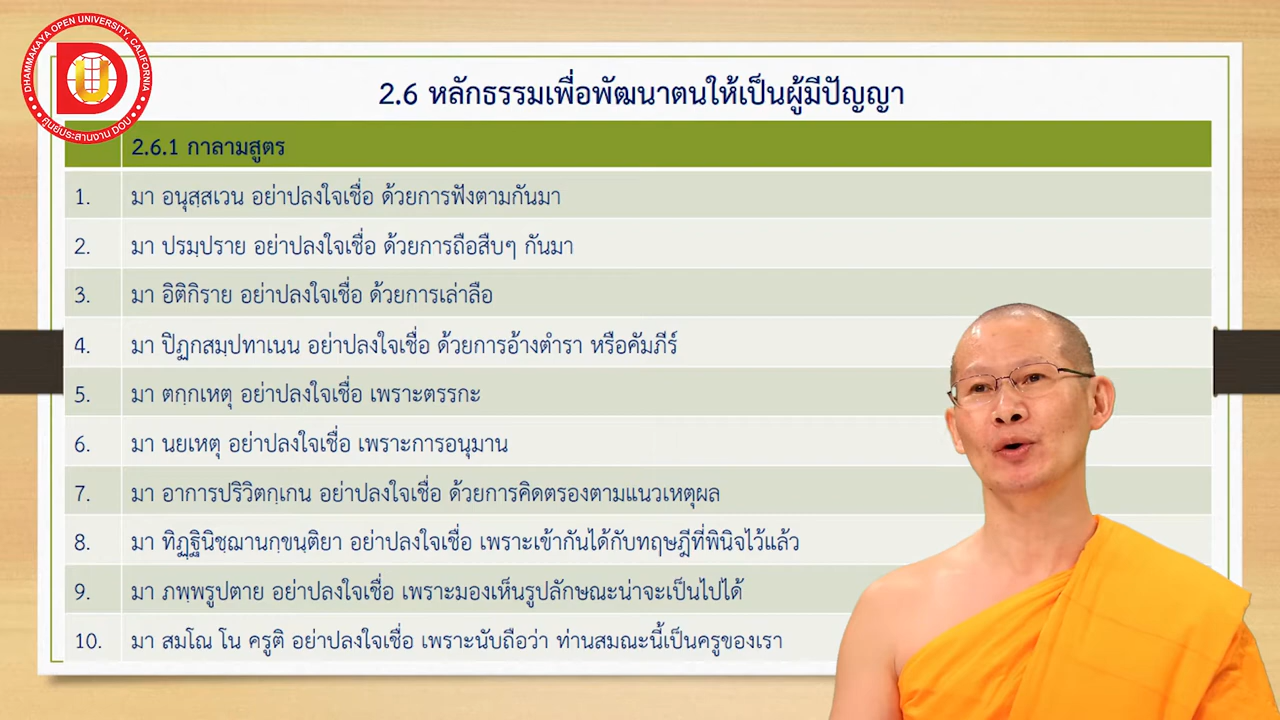 DHAMMAKAYA OPEN UNIVERSITY, CALIFORNIA
DU
ศูนย์ประสานงาน DOU
2.6 หลักธรรมเพื่อพัฒนาตนให้เป็นผู้มีปัญญา
2.6.1 กาลามสูตร
1. มา อนุสฺสเวน อย่าปลงใจเชื่อ ด้วยการฟังตามกันมา
2. มา ปรมฺปราย อย่าปลงใจเชื่อ ด้วยการถือสืบๆ กันมา
3. มา อิติกิราย อย่าปลงใจเชื่อ ด้วยการเล่าลือ
4. มา ปิฏกสมฺปทาเนน อย่าปลงใจเชื่อ ด้วยการอ้างตำรา หรือคัมภีร์
5. มา ตกฺกเหตุ อย่าปลงใจเชื่อ เพราะตรรกะ
6. มา นยเหตุ อย่าปลงใจเชื่อ เพราะการอนุมาน
7. มา อาการปริวิตกฺเกน อย่าปลงใจเชื่อ ด้วยการคิดตรองตามแนวเหตุผล
8. มา ทิฏฺฐินิชฺฌานกฺขนฺติยา อย่าปลงใจเชื่อ เพราะเข้ากันได้กับทฤษฎีที่พินิจไว้แล้ว
9. มา ภพฺพรูปตาย อย่าปลงใจเชื่อ เพราะมองเห็นรูปลักษณะน่าจะเป็นไปได้
10. มา สมโณ โน ครูติ อย่าปลงใจเชื่อ เพราะนับถือว่า ท่านสมณะนี้เป็นครูของเรา